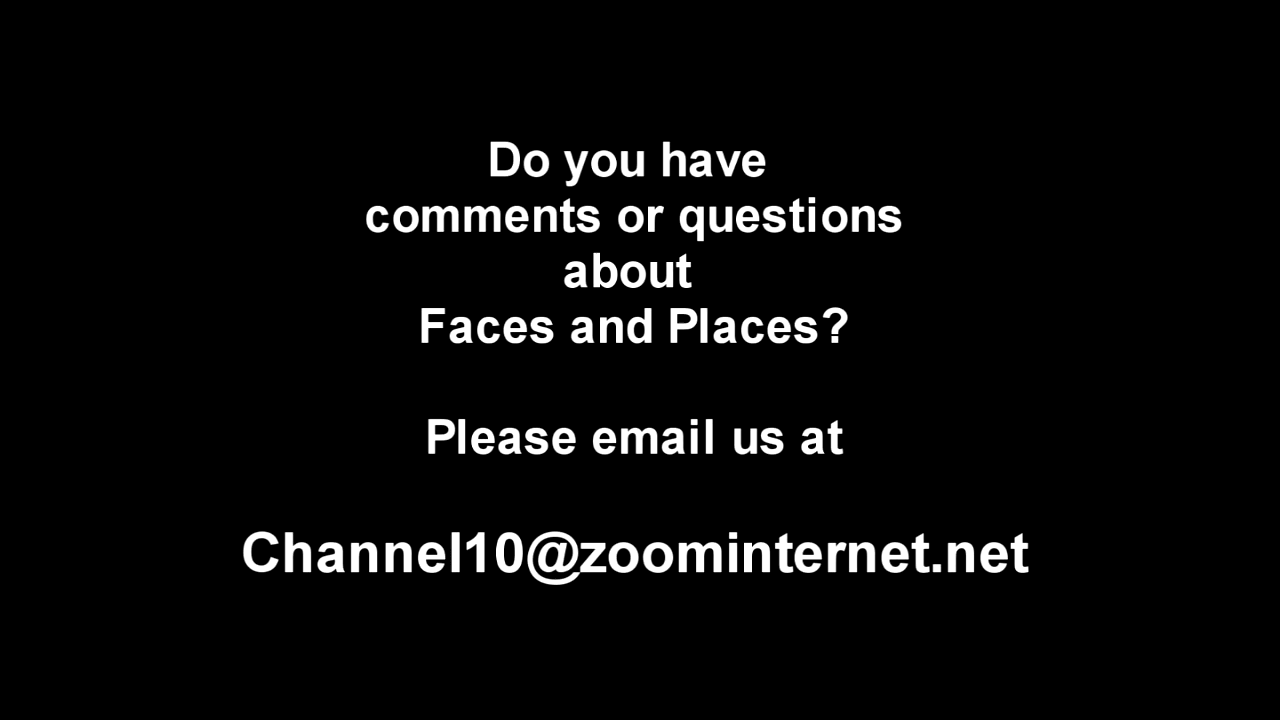 Do you have
comments or questions
about
Faces and Places?
Please email us at
Channel10@zoominternet.net